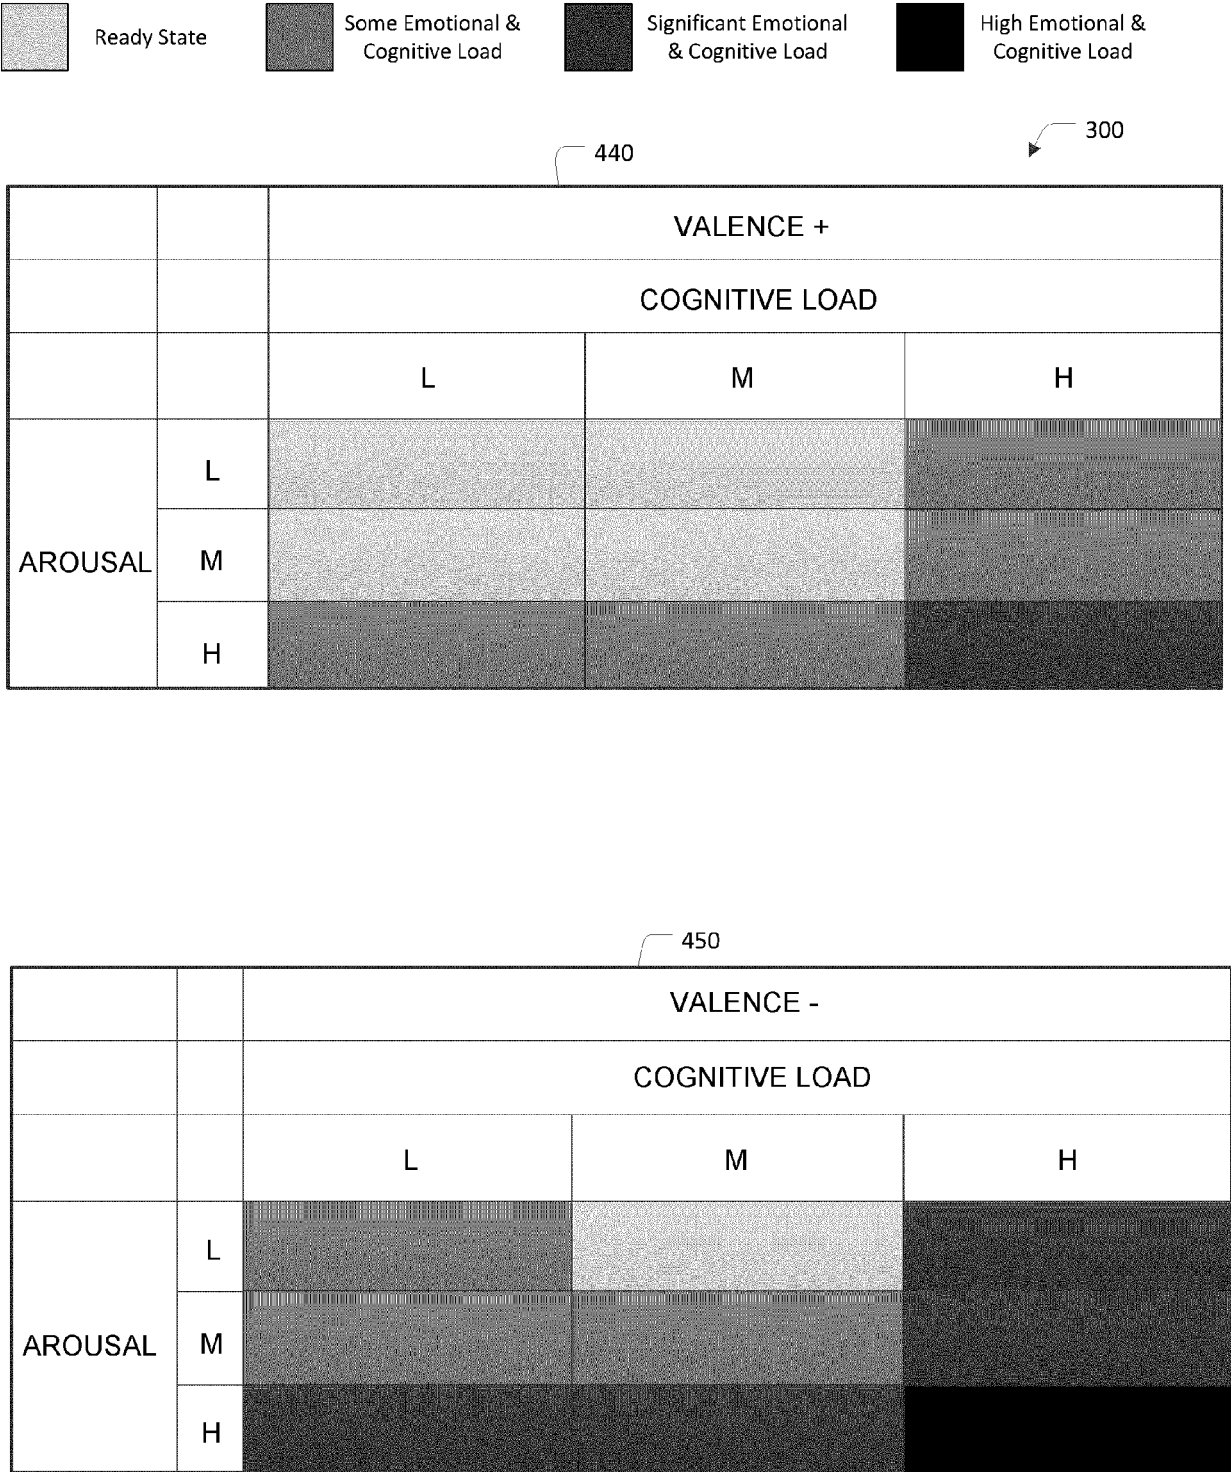 Ready State
Some Emotional &
Cognitive Load
Significant Emotional
& Cognitive Load
High Emotional &
Cognitive Load
300
440
VALENCE +
COGNITIVE LOAD
L M H
L
AROUSAL M
H
450
VALENCE -
COGNITIVE LOAD
L M H
L
AROUSAL M
H